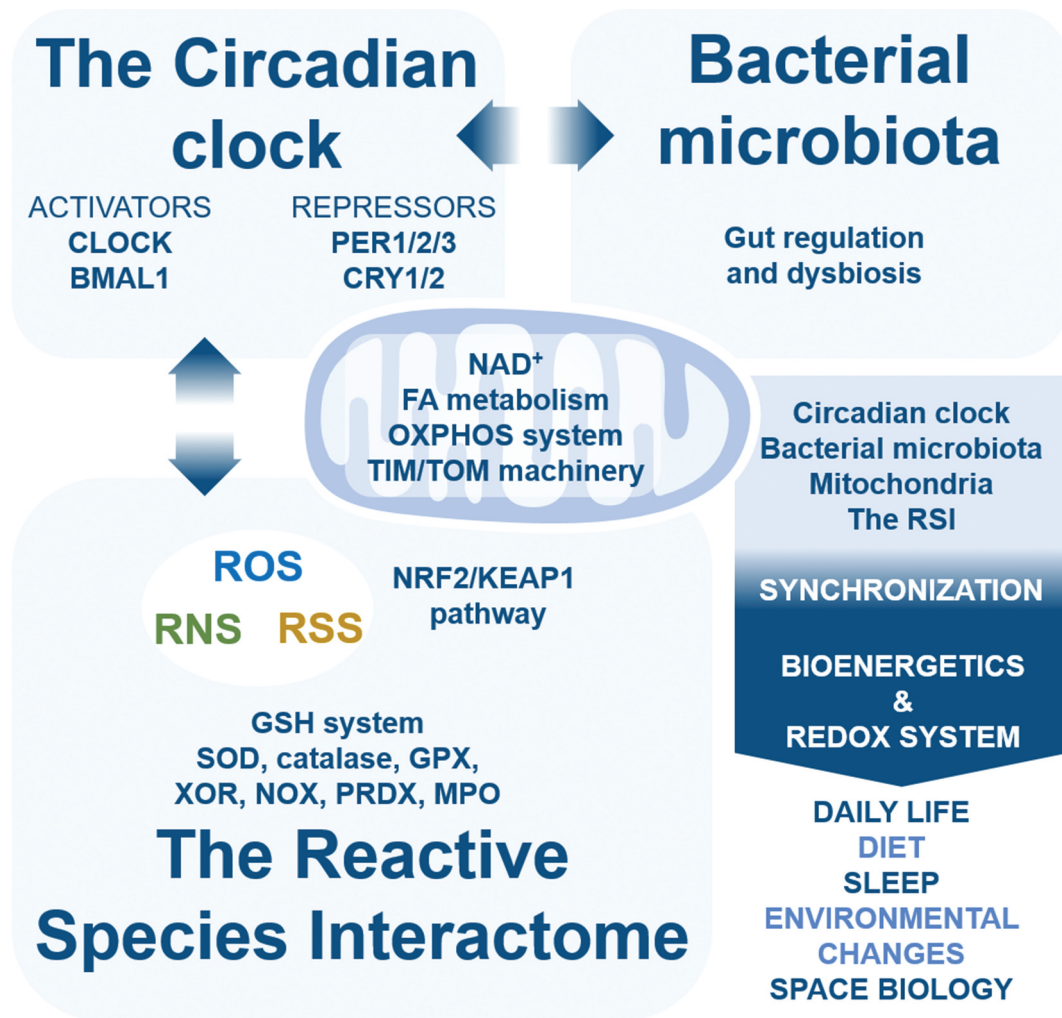 The Circadian
clock
ACTIVATORS
CLOCK
BMAL1
REPRESSORS
PER1/2/3
CRY1/2
Bacterial
microbiota
Gut regulation
and dysbiosis
NAD⁺
FA metabolism
OXPHOS system
TIM/TOM machinery
ROS
RNS RSS
NRF2/KEAP1
pathway
GSH system
SOD, catalase, GPX,
XOR, NOX, PRDX, MPO
The Reactive
Species Interactome
Circadian clock
Bacterial microbiota
Mitochondria
The RSI
SYNCHRONIZATION
BIOENERGETICS
&
REDOX SYSTEM
DAILY LIFE
DIET
SLEEP
ENVIRONMENTAL
CHANGES
SPACE BIOLOGY